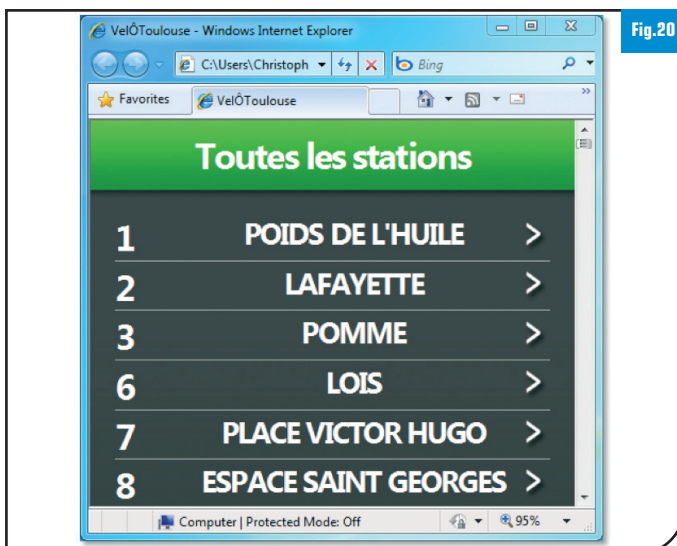 Fig.20
VelÔToulouse - Windows Internet Explorer
C:\Users\Christoph
Bing
Favorites
VelÔToulouse
Toutes les stations
1 POIDS DE L'HUILE >
2 LAFAYETTE >
3 POMME >
6 LOIS >
7 PLACE VICTOR HUGO >
8 ESPACE SAINT GEORGES >
Computer | Protected Mode: Off
95%